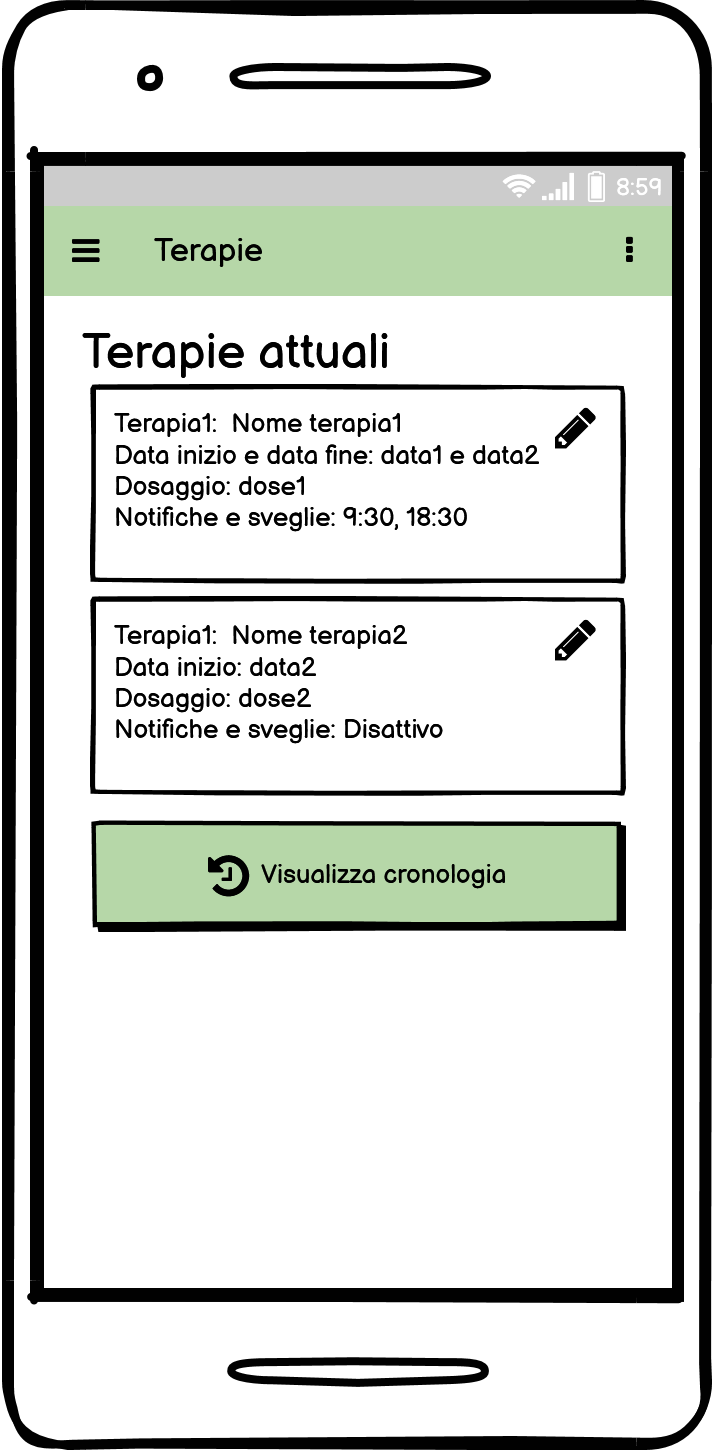 8:59
Terapie
Terapie attuali
Terapia1:  Nome terapia1
Data inizio e data fine: data1 e data2
Dosaggio: dose1
Notifiche e sveglie: 9:30, 18:30
Terapia1:  Nome terapia2
Data inizio: data2
Dosaggio: dose2
Notifiche e sveglie: Disattivo
Visualizza cronologia